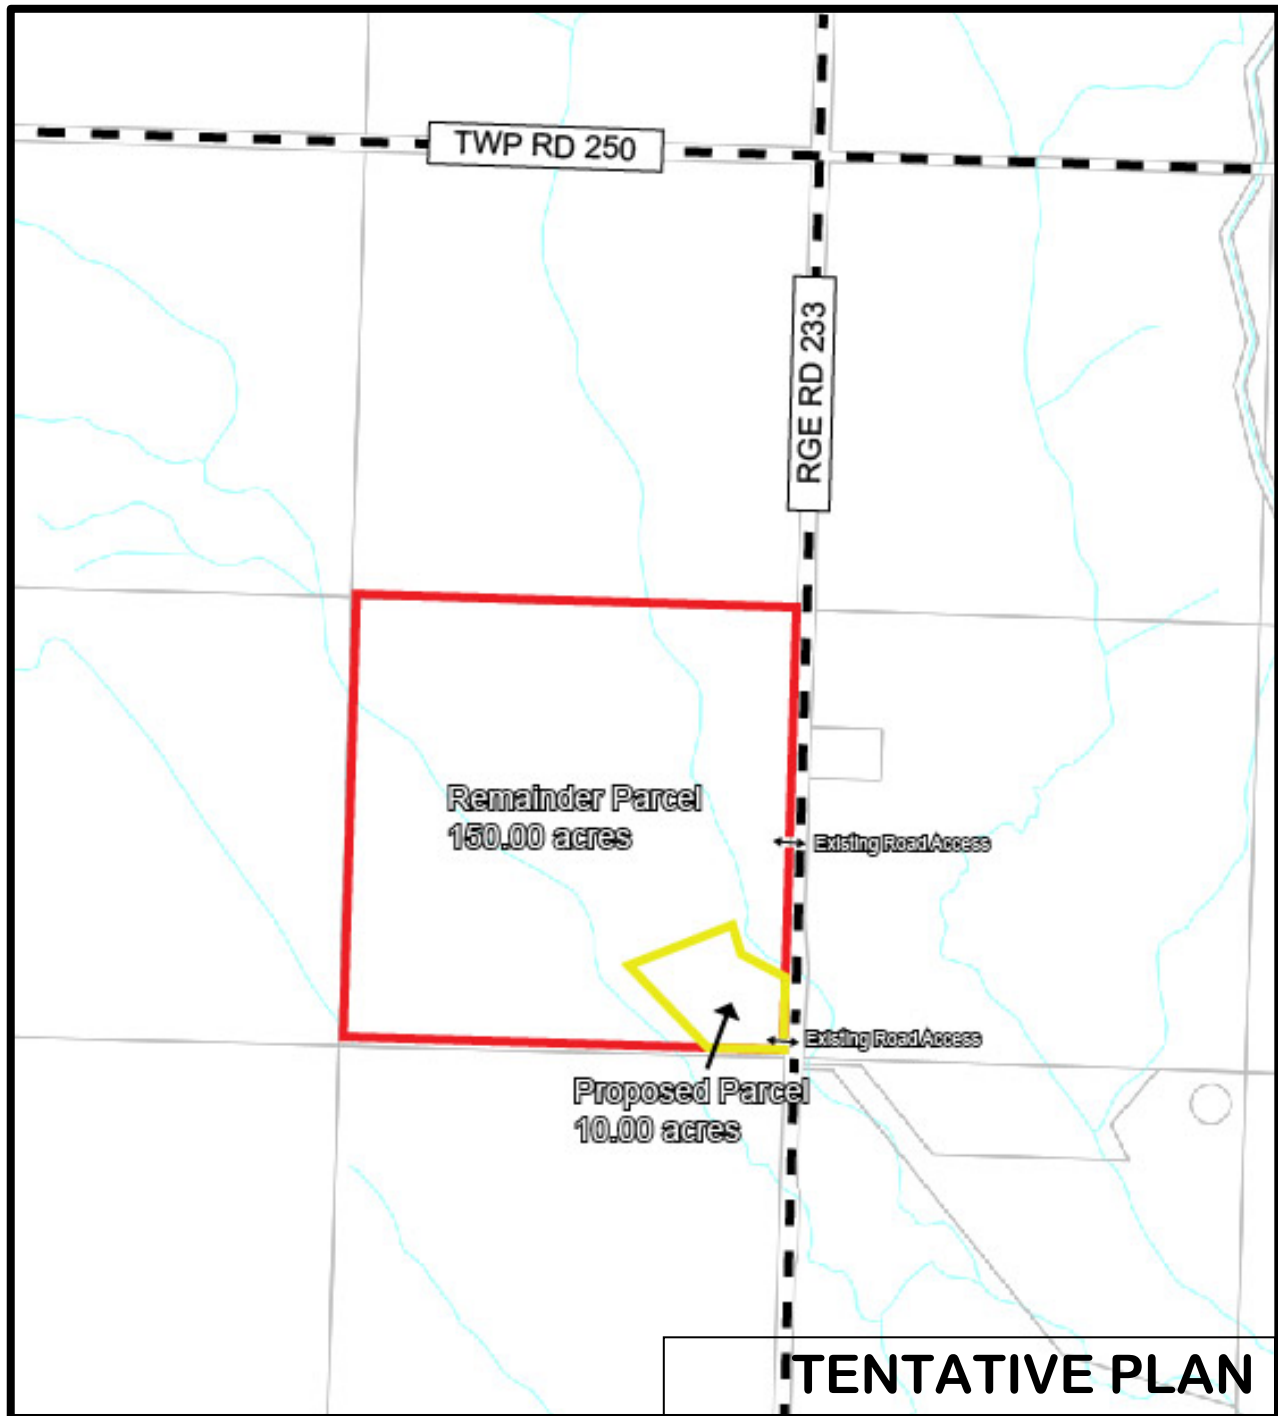 TWP RD 250
RGE RD 233
Remainder Parcel
150.00 acres
Existing Road Access
Existing Road Access
Proposed Parcel
10.00 acres
TENTATIVE PLAN